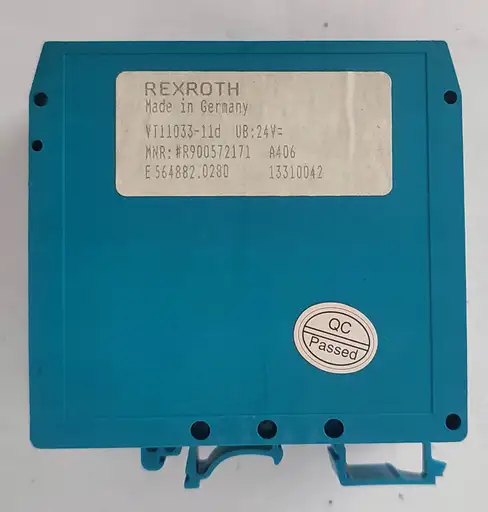 REXROTH
Made in Germany
VT11033-11d UB:24V=
MNR:#R900572171 A406
E 564882.0280 13310042
QC
Passed